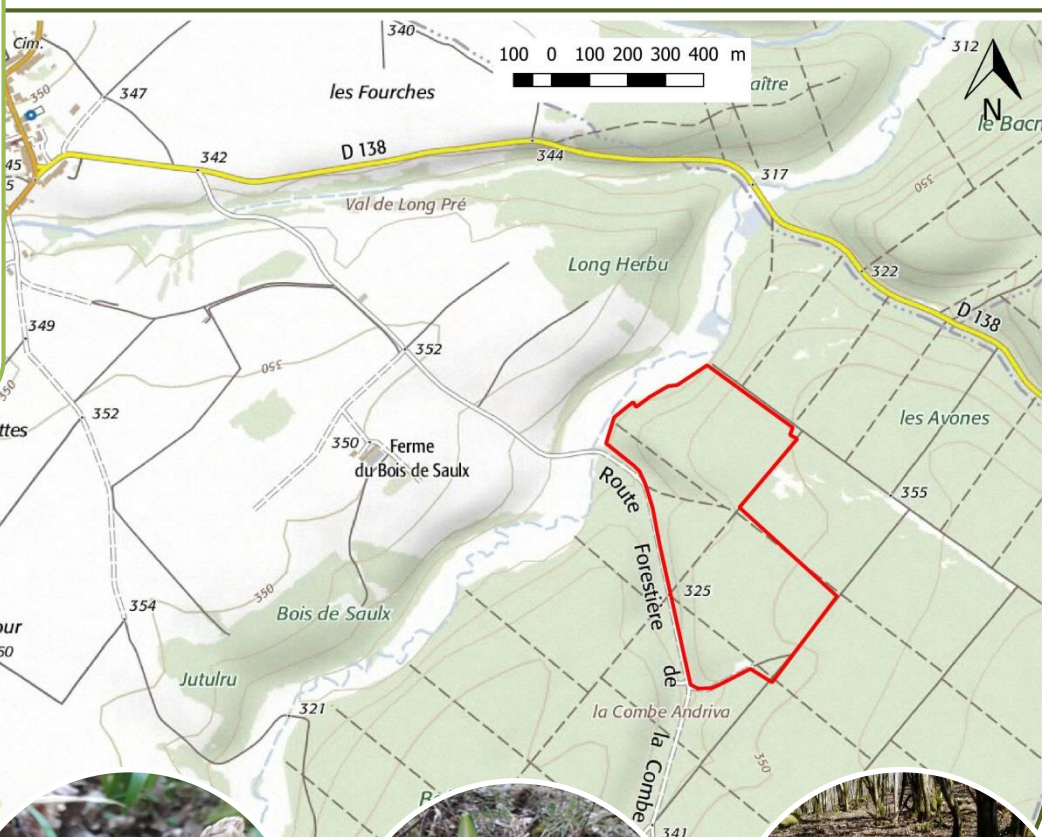 Cim.
340
312
100 0 100 200 300 400 m
N
350
347
les Fourches
aître
le Bacn
45
5
342
D 138
344
317
350
Val de Long Pré
Long Herbu
322
D 138
349
350
352
350
352
ttes
350
Ferme
du Bois de Saulx
les Avones
355
Route
Forestière
de
la Combe
325
350
Bois de Saulx
354
our
60
Jutulru
321
la Combe Andriva
350
341